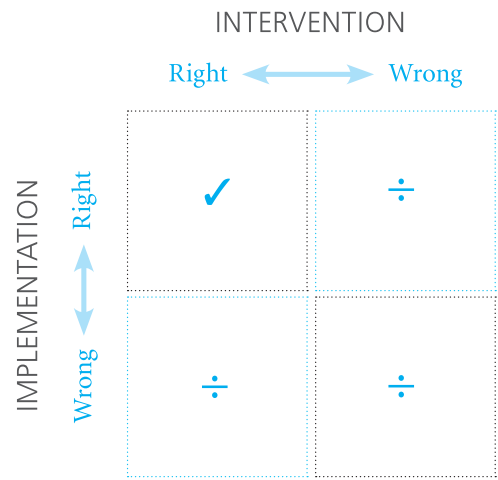 INTERVENTION
Right Wrong
IMPLEMENTATION
Right
Wrong
✓ ÷
÷ ÷